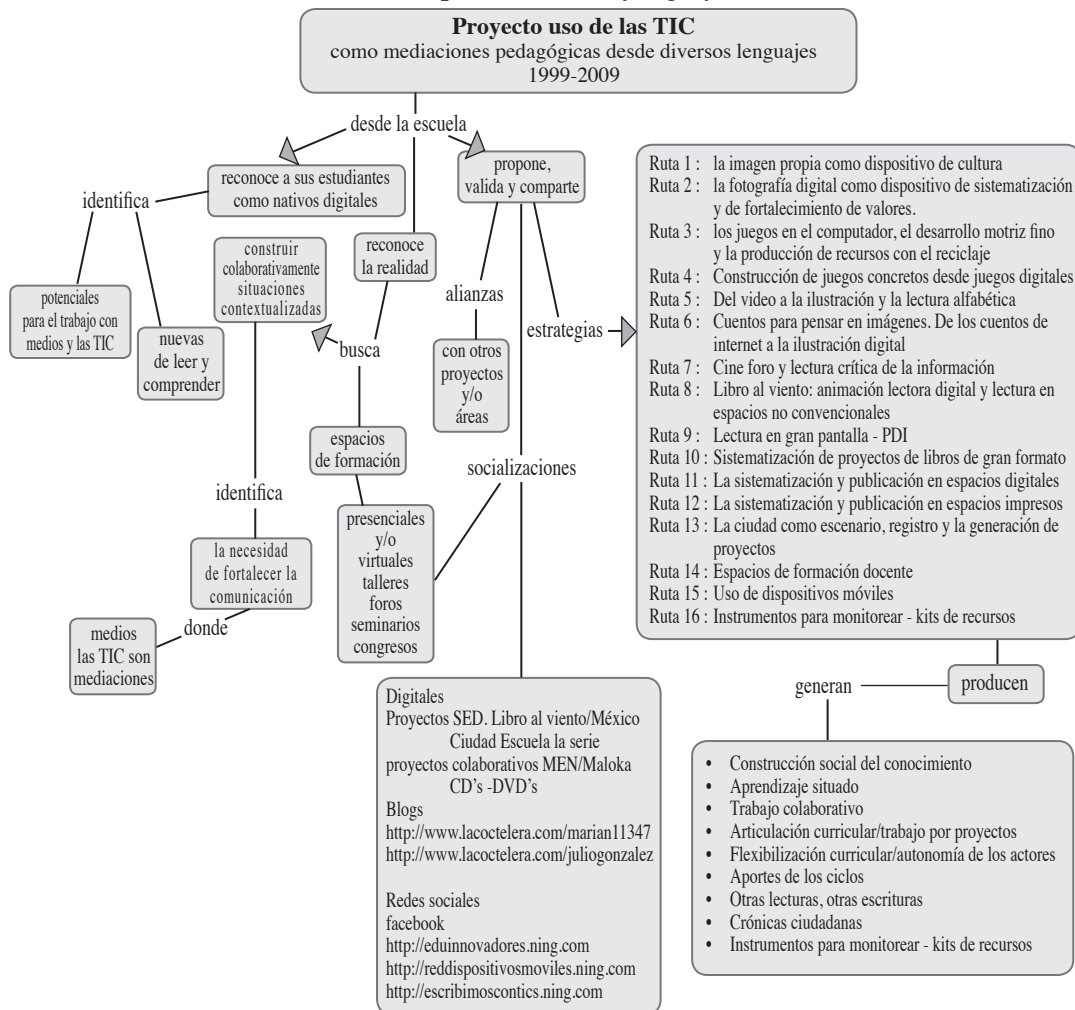 Proyecto uso de las TIC
como mediaciones pedagógicas desde diversos lenguajes
1999-2009
desde la escuela
reconoce a sus estudiantes
como nativos digitales
identifica
potenciales
para el trabajo con
medios y las TIC
nuevas
de leer y
comprender
construir
colaborativamente
situaciones
contextualizadas
reconoce
la realidad
busca
espacios
de formación
identifica
presenciales
y/o
virtuales
talleres
foros
seminarios
congresos
la necesidad
de fortalecer la
comunicación
donde
medios
las TIC son
mediaciones
propone,
valida y comparte
alianzas
con otros
proyectos
y/o
áreas
estrategias
socializaciones
Ruta 1 : la imagen propia como dispositivo de cultura
Ruta 2 : la fotografía digital como dispositivo de sistematización
y de fortalecimiento de valores.
Ruta 3 : los juegos en el computador, el desarrollo motriz fino
y la producción de recursos con el reciclaje
Ruta 4 : Construcción de juegos concretos desde juegos digitales
Ruta 5 : Del video a la ilustración y la lectura alfabética
Ruta 6 : Cuentos para pensar en imágenes. De los cuentos de
internet a la ilustración digital
Ruta 7 : Cine foro y lectura crítica de la información
Ruta 8 : Libro al viento: animación lectora digital y lectura en
espacios no convencionales
Ruta 9 : Lectura en gran pantalla - PDI
Ruta 10 : Sistematización de proyectos de libros de gran formato
Ruta 11 : La sistematización y publicación en espacios digitales
Ruta 12 : La sistematización y publicación en espacios impresos
Ruta 13 : La ciudad como escenario, registro y la generación de
proyectos
Ruta 14 : Espacios de formación docente
Ruta 15 : Uso de dispositivos móviles
Ruta 16 : Instrumentos para monitorear - kits de recursos
producen
generan
Digitales
Proyectos SED. Libro al viento/México
Ciudad Escuela la serie
proyectos colaborativos MEN/Maloka
CD's -DVD's
Blogs
http://www.lacoctelera.com/marian11347
http://www.lacoctelera.com/juliogonzalez
Redes sociales
facebook
http://eduinnovadores.ning.com
http://reddispositivosmoviles.ning.com
http://escribimoscontics.ning.com
• Construcción social del conocimiento
• Aprendizaje situado
• Trabajo colaborativo
• Articulación curricular/trabajo por proyectos
• Flexibilización curricular/autonomía de los actores
• Aportes de los ciclos
• Otras lecturas, otras escrituras
• Crónicas ciudadanas
• Instrumentos para monitorear - kits de recursos